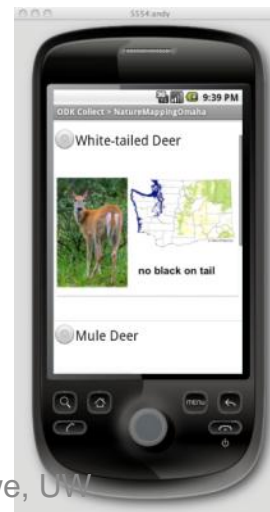 5554:andy
9:39 PM
ODK Collect > NatureMappingOmaha
White-tailed Deer
no black on tail
Mule Deer
menu
ve, UW